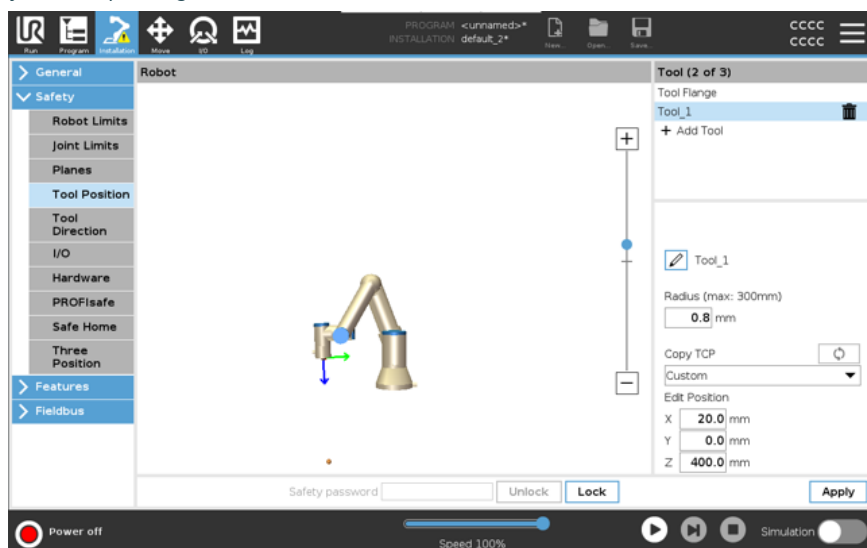 PROGRAM <unnamed>*
INSTALLATION default_2*
cccc
cccc
UR
Run
Program
Installation
Move
I/O
Log
New...
Open...
Save...
General
Safety
Robot Limits
Joint Limits
Planes
Tool Position
Tool
Direction
I/O
Hardware
PROFIsafe
Safe Home
Three
Position
Features
Fieldbus
Robot
Tool (2 of 3)
Tool Flange
Tool_1
+ Add Tool
Tool_1
Radius (max: 300mm)
0.8 mm
Copy TCP
Custom
Edit Position
X 20.0 mm
Y 0.0 mm
Z 400.0 mm
Safety password
Unlock
Lock
Apply
Power off
Speed 100%
Simulation